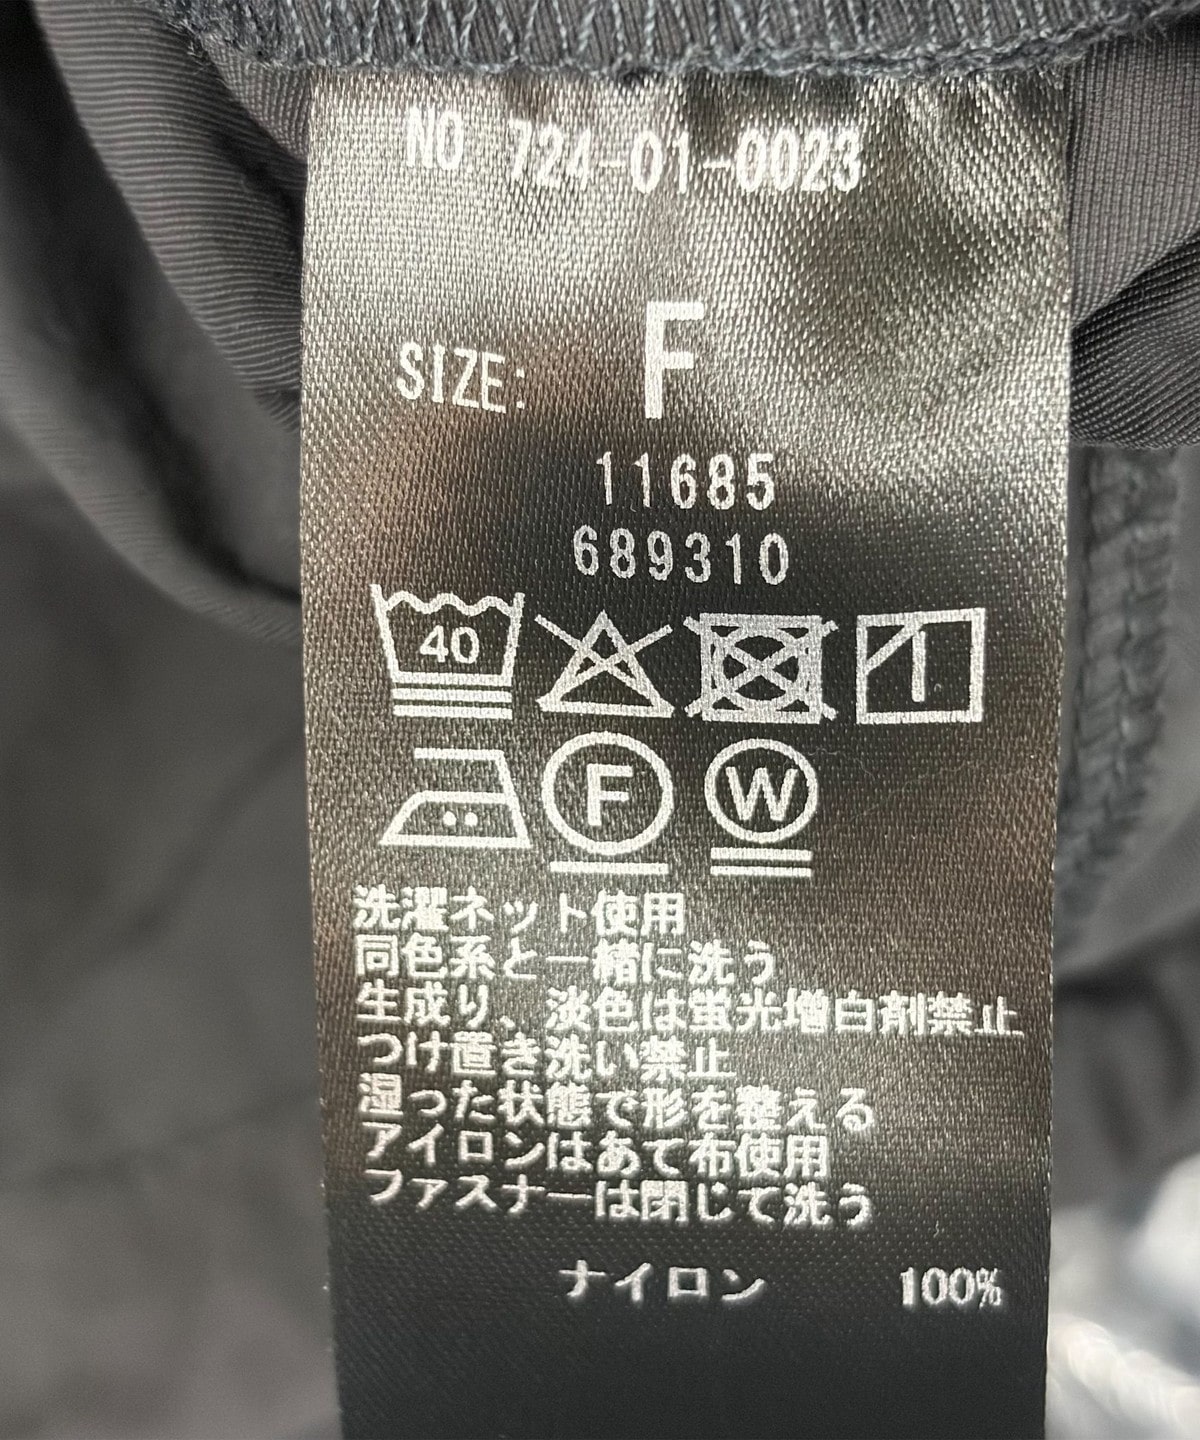 NO. 724-01-0023
SIZE: F
11685
689310
40
F W
洗濯ネット使用
同色系と一緒に洗う
生成り、淡色は蛍光増白剤禁止
つけ置き洗い禁止
湿った状態で形を整える
アイロンはあて布使用
ファスナーは閉じて洗う
ナイロン 100%